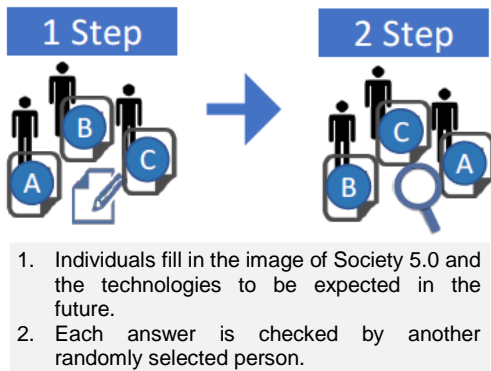 1 Step
2 Step
B
A
C
C
B
A
1. Individuals fill in the image of Society 5.0 and
the technologies to be expected in the
future.
2. Each answer is checked by another
randomly selected person.